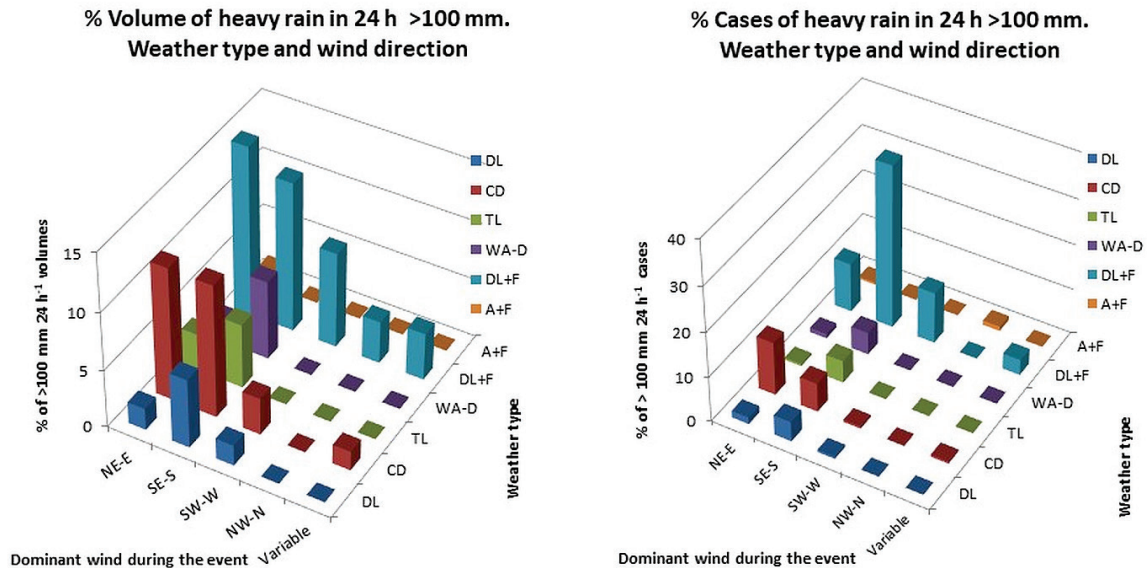 % Volume of heavy rain in 24 h >100 mm.
Weather type and wind direction
% of >100 mm 24 h-1 volumes
15
10
5
0
NE-E
SE-S
SW-W
NW-N
Variable
DL
CD
TL
WA-D
DL+F
A+F
Weather type
DL
CD
TL
WA-D
DL+F
A+F
Dominant wind during the event
% Cases of heavy rain in 24 h >100 mm.
Weather type and wind direction
% of > 100 mm 24 h-1 cases
40
30
20
10
0
NE-E
SE-S
SW-W
NW-N
Variable
DL
CD
TL
WA-D
DL+F
A+F
Weather type
DL
CD
TL
WA-D
DL+F
A+F
Dominant wind during the event